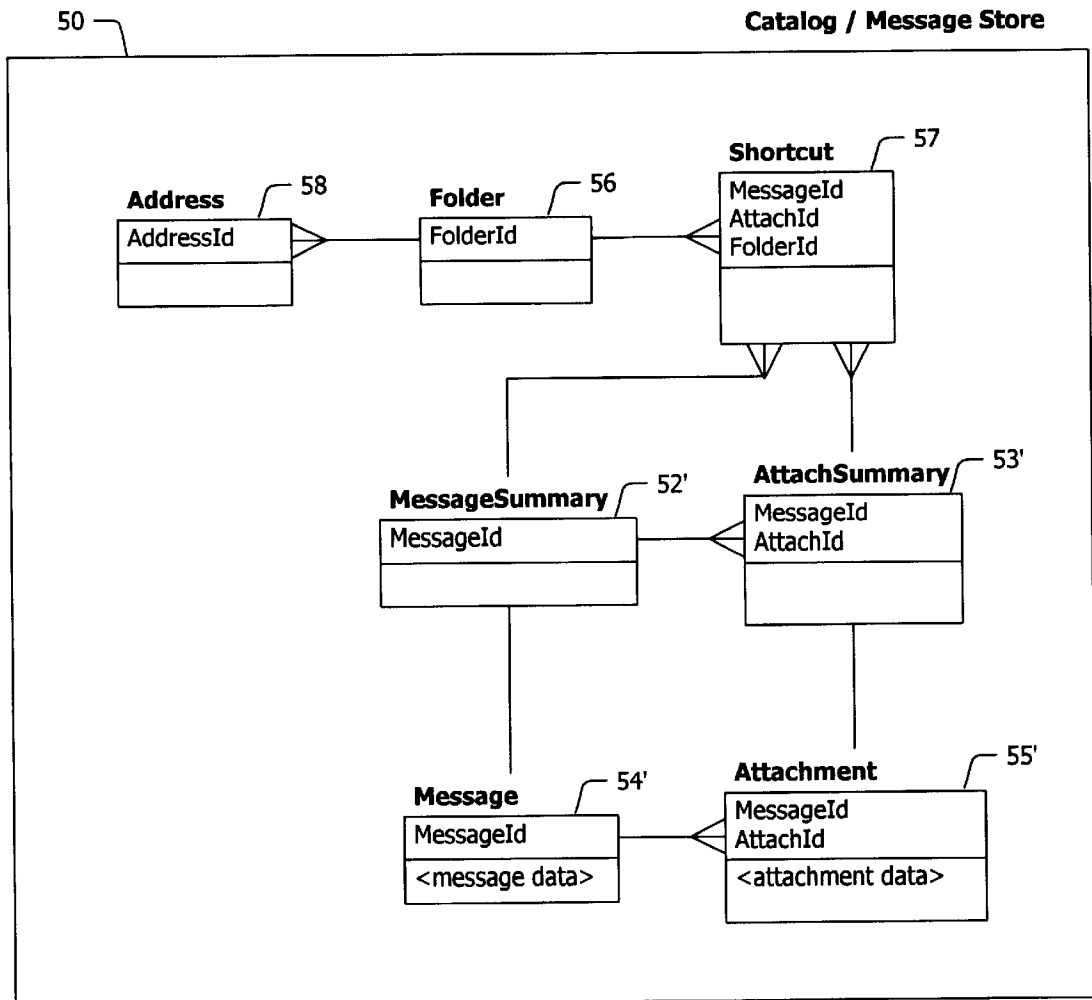 50
Catalog / Message Store
Shortcut
57
MessageId
AttachId
FolderId
Address
58
AddressId
Folder
56
FolderId
MessageSummary
52'
MessageId
AttachSummary
53'
MessageId
AttachId
Message
54'
MessageId
<message data>
Attachment
55'
MessageId
AttachId
<attachment data>